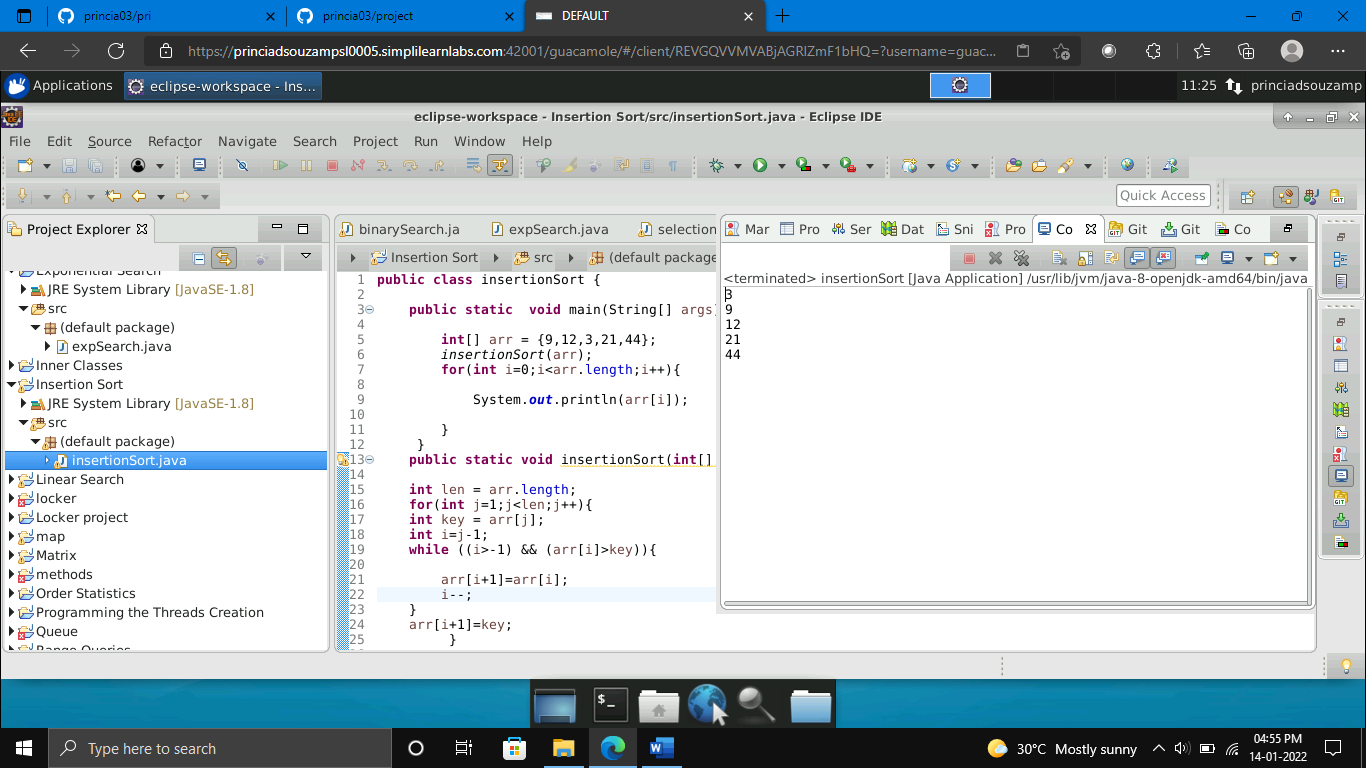 princia03/pri
princia03/project
DEFAULT
https://princiadsouzampsl0005.simplilearnlabs.com:42001/guacamole/#/client/REVGQVVMVABjAGRlZmF1bHQ=?username=guac...
Applications
eclipse-workspace - Ins...
11:25
princiadsouzamp
eclipse-workspace - Insertion Sort/src/insertionSort.java - Eclipse IDE
File Edit Source Refactor Navigate Search Project Run Window Help
Quick Access
Project Explorer
binarySearch.ja
expSearch.java
selection
Mar Pro Ser Dat Sni Pro Co Git Git Co
Insertion Sort
src
(default package
<terminated> insertionSort [Java Application] /usr/lib/jvm/java-8-openjdk-amd64/bin/java
Exponential Search
JRE System Library [JavaSE-1.8]
src
(default package)
expSearch.java
Inner Classes
Insertion Sort
JRE System Library [JavaSE-1.8]
src
(default package)
insertionSort.java
Linear Search
locker
Locker project
map
Matrix
methods
Order Statistics
Programming the Threads Creation
Queue
Range Queries
1 public class insertionSort {
2
3 public static void main(String[] args)
4
5 int[] arr = {9,12,3,21,44};
6 insertionSort(arr);
7 for(int i=0;i<arr.length;i++){
8
9 System.out.println(arr[i]);
10
11 }
12 }
13 public static void insertionSort(int[]
14
15 int len = arr.length;
16 for(int j=1;j<len;j++){
17 int key = arr[j];
18 int i=j-1;
19 while ((i>-1) && (arr[i]>key)){
20
21 arr[i+1]=arr[i];
22 i--;
23 }
24 arr[i+1]=key;
25 }
3
9
12
21
44
Type here to search
30°C Mostly sunny
04:55 PM
14-01-2022